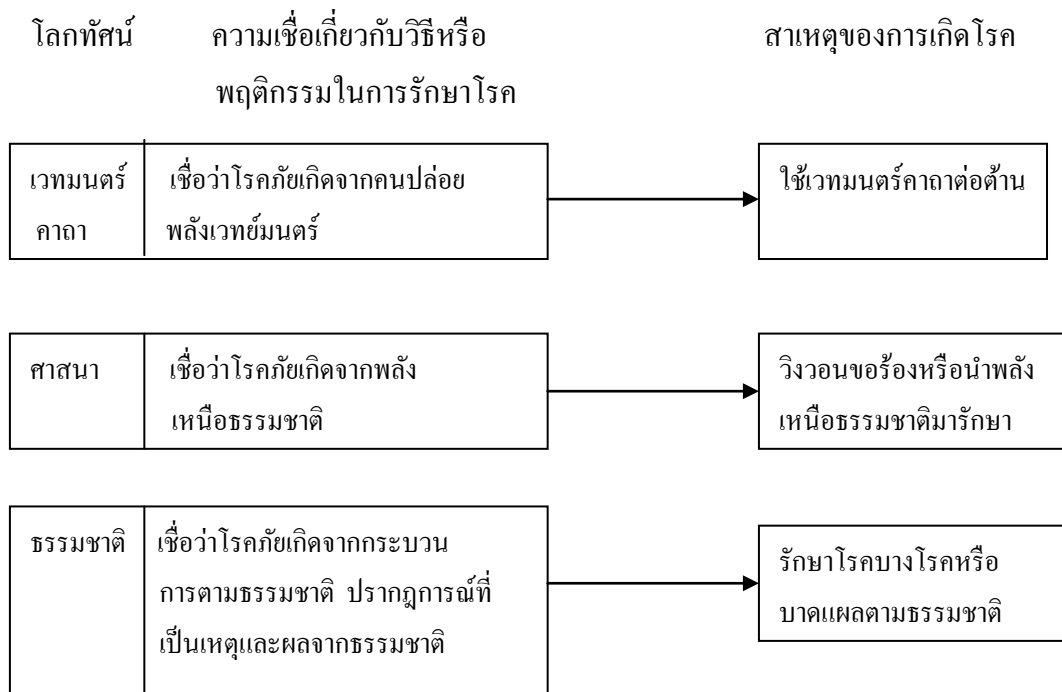 โลกทัศน์ ความเชื่อเกี่ยวกับวิธีหรือ สาเหตุของการเกิดโรค
พฤติกรรมในการรักษาโรค
เวทมนตร์ เชื่อว่าโรคภัยเกิดจากคนปล่อย ใช้เวทมนตร์คาถาต่อต้าน
คาถา พลังเวทย์มนตร์
ศาสนา เชื่อว่าโรคภัยเกิดจากพลัง วิงวอนขอร้องหรือนำพลัง
เหนือธรรมชาติ เหนือธรรมชาติมารักษา
ธรรมชาติ เชื่อว่าโรคภัยเกิดจากกระบวน รักษาโรคบางโรคหรือ
การตามธรรมชาติ ปรากฎการณ์ที่ บาดแผลตามธรรมชาติ
เป็นเหตุและผลจากธรรมชาติ